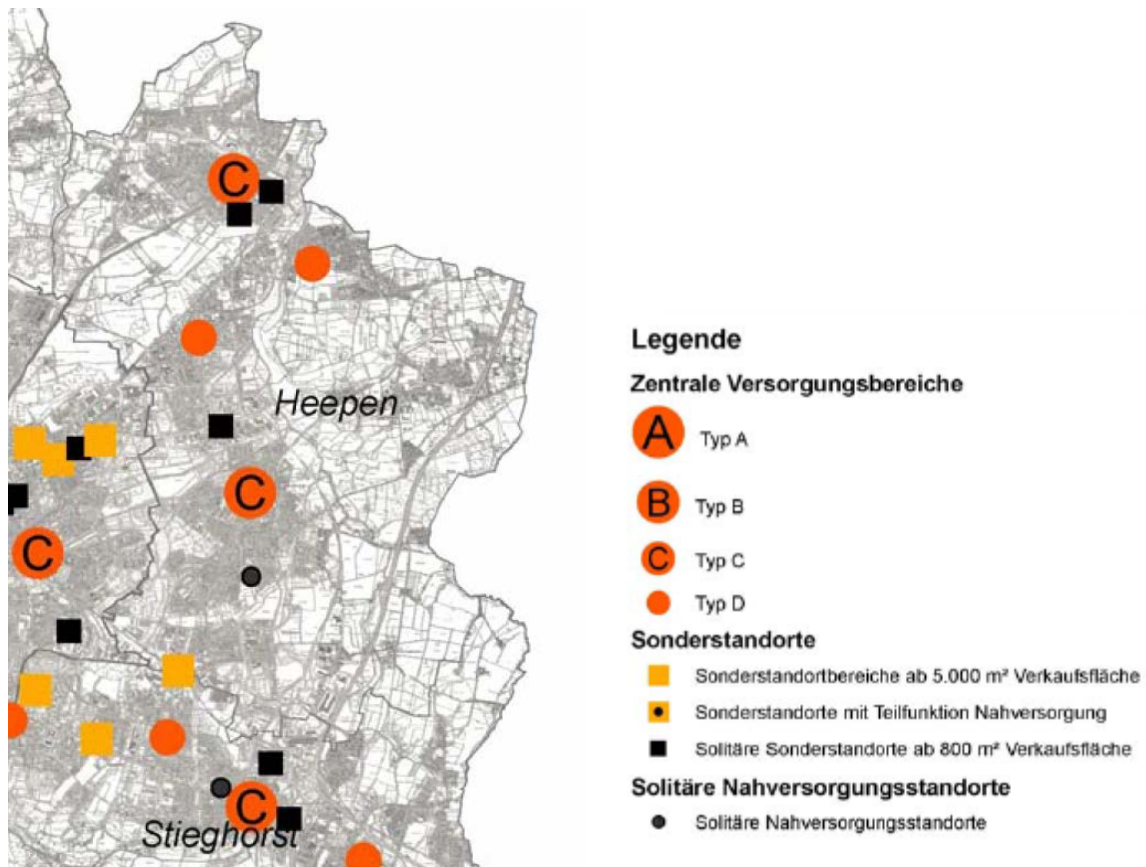 C
Heepen
C
C
C
Stieghorst
Legende
Zentrale Versorgungsbereiche
A Typ A
B Typ B
C Typ C
Typ D
Sonderstandorte
Sonderstandortbereiche ab 5.000 m² Verkaufsfläche
Sonderstandorte mit Teilfunktion Nahversorgung
Solitäre Sonderstandorte ab 800 m² Verkaufsfläche
Solitäre Nahversorgungsstandorte
Solitäre Nahversorgungsstandorte